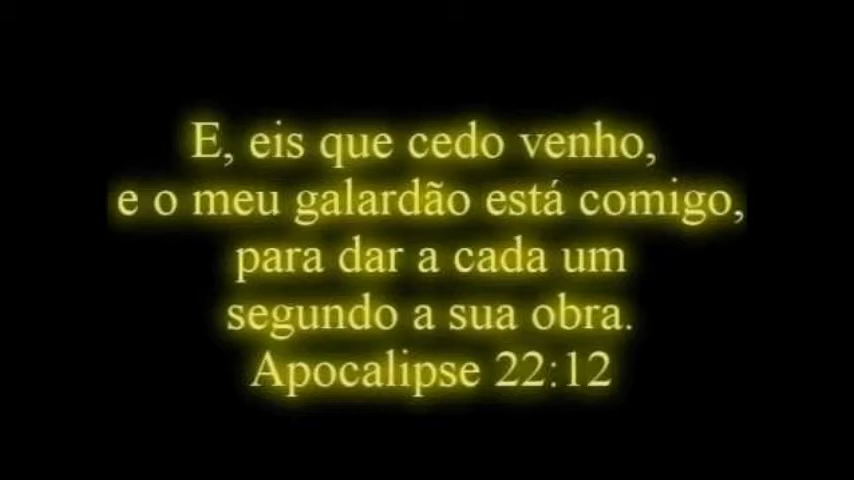 E, eis que cedo venho,
e o meu galardão está comigo,
para dar a cada um
segundo a sua obra.
Apocalipse 22:12